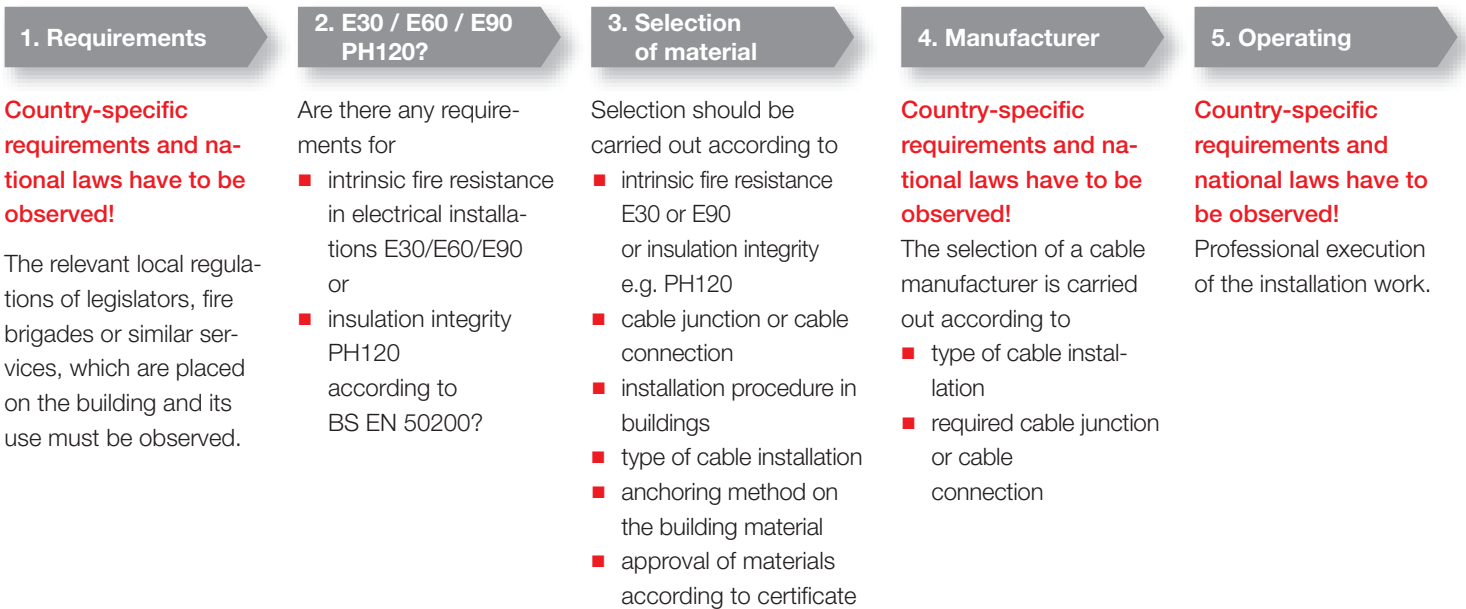 1. Requirements
Country-specific
requirements and na-
tional laws have to be
observed!
The relevant local regula-
tions of legislators, fire
brigades or similar ser-
vices, which are placed
on the building and its
use must be observed.
2. E30 / E60 / E90
PH120?
Are there any require-
ments for
■ intrinsic fire resistance
in electrical installa-
tions E30/E60/E90
or
■ insulation integrity
PH120
according to
BS EN 50200?
3. Selection
of material
Selection should be
carried out according to
■ intrinsic fire resistance
E30 or E90
or insulation integrity
e.g. PH120
■ cable junction or cable
connection
■ installation procedure in
buildings
■ type of cable installation
■ anchoring method on
the building material
■ approval of materials
according to certificate
4. Manufacturer
Country-specific
requirements and na-
tional laws have to be
observed!
The selection of a cable
manufacturer is carried
out according to
■ type of cable instal-
lation
■ required cable junction
or cable
connection
5. Operating
Country-specific
requirements and
national laws have to
be observed!
Professional execution
of the installation work.